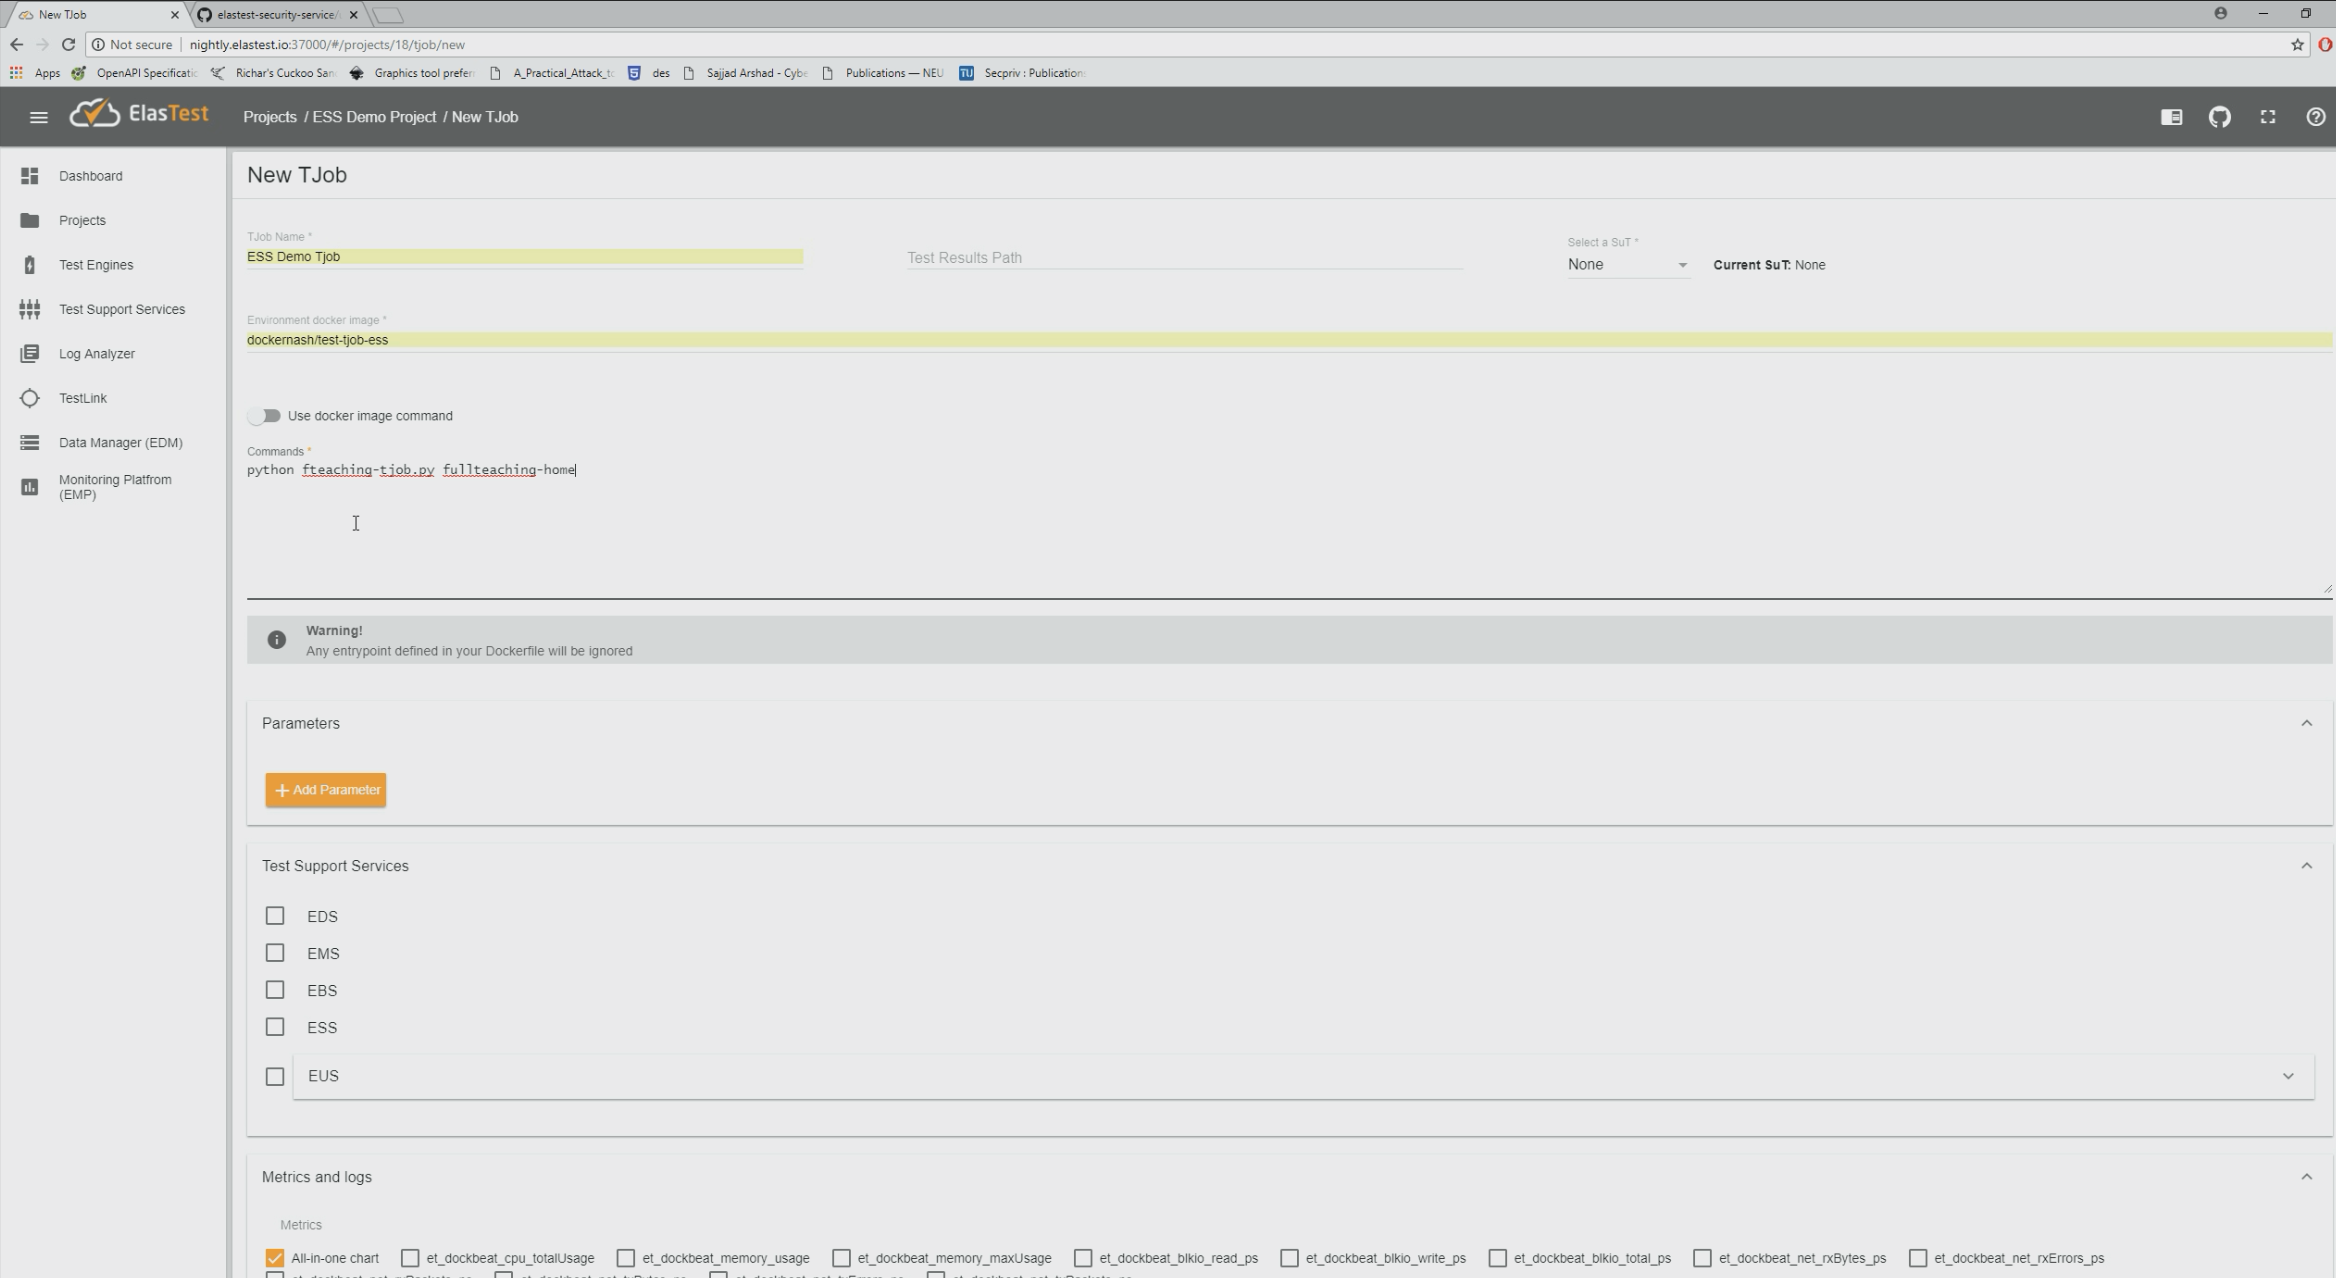 New TJob
elastest-security-service/
Not secure
nightly.elastest.io:37000/#/projects/18/tjob/new
Apps
OpenAPI Specificatic
Richar's Cuckoo San
Graphics tool prefer
A_Practical_Attack_tc
des
Sajjad Arshad - Cybe
Publications — NEU
TU
Secpriv : Publication
ElasTest
Projects / ESS Demo Project / New TJob
Dashboard
Projects
Test Engines
Test Support Services
Log Analyzer
TestLink
Data Manager (EDM)
Monitoring Platfrom
(EMP)
New TJob
TJob Name *
ESS Demo Tjob
Test Results Path
Select a SuT *
None
Current SuT: None
Environment docker image *
dockernash/test-tjob-ess
Use docker image command
Commands *
python fteaching-tjob.py fullteaching-home
Warning!
Any entrypoint defined in your Dockerfile will be ignored
Parameters
+ Add Parameter
Test Support Services
EDS
EMS
EBS
ESS
EUS
Metrics and logs
Metrics
All-in-one chart
et_dockbeat_cpu_totalUsage
et_dockbeat_memory_usage
et_dockbeat_memory_maxUsage
et_dockbeat_blkio_read_ps
et_dockbeat_blkio_write_ps
et_dockbeat_blkio_total_ps
et_dockbeat_net_rxBytes_ps
et_dockbeat_net_rxErrors_ps